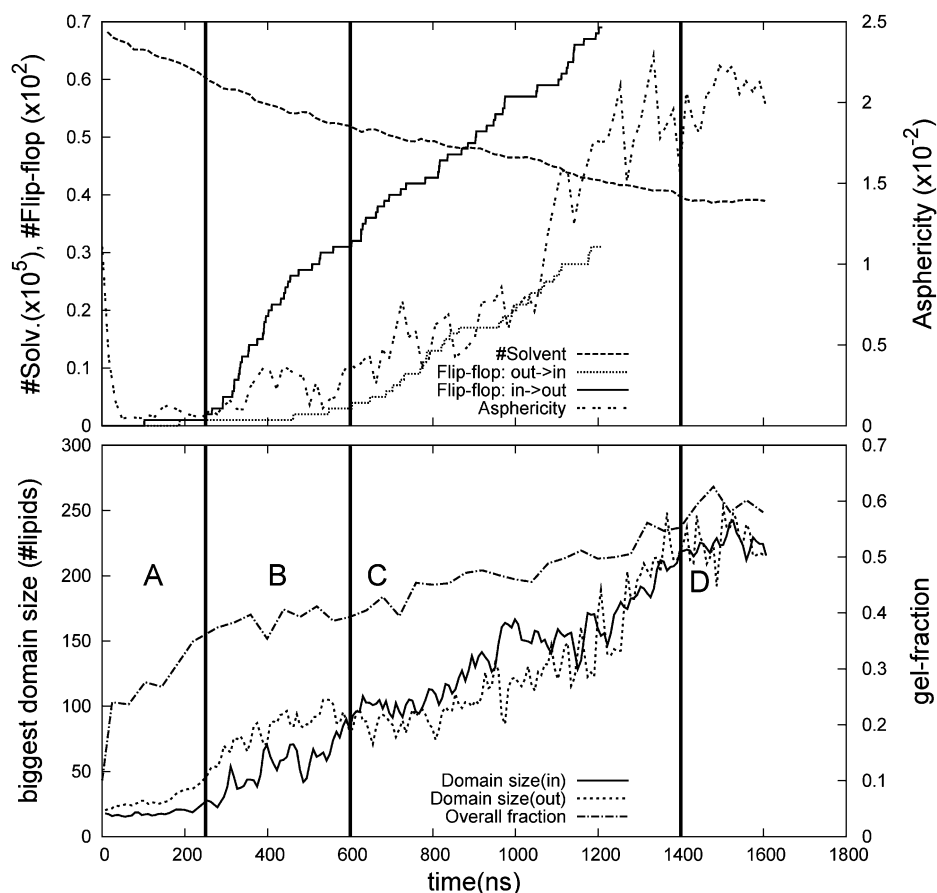 #Solv.(x10^5), #Flip-flop (x10^2)
0.7
0.6
0.5
0.4
0.3
0.2
0.1
0
2.5
2
1.5
1
0.5
0
Asphericity (x10^-2)
#Solvent
Flip-flop: out->in
Flip-flop: in->out
Asphericity
biggest domain size (#lipids)
300
250
200
150
100
50
0
0.7
0.6
0.5
0.4
0.3
0.2
0.1
0
gel-fraction
A
B
C
D
Domain size(in)
Domain size(out)
Overall fraction
0 200 400 600 800 1000 1200 1400 1600 1800
time(ns)